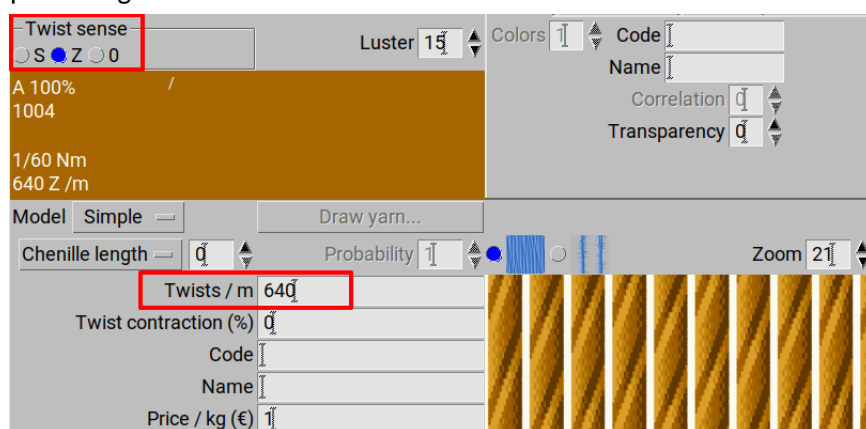 Twist sense
S Z 0
Luster 15
Colors 1
Code
Name
Correlation 0
Transparency 0
A 100% /
1004
1/60 Nm
640 Z /m
Model Simple
Draw yarn...
Chenille length 0
Probability 1
Zoom 21
Twists / m 640
Twist contraction (%) 0
Code
Name
Price / kg (€) 1